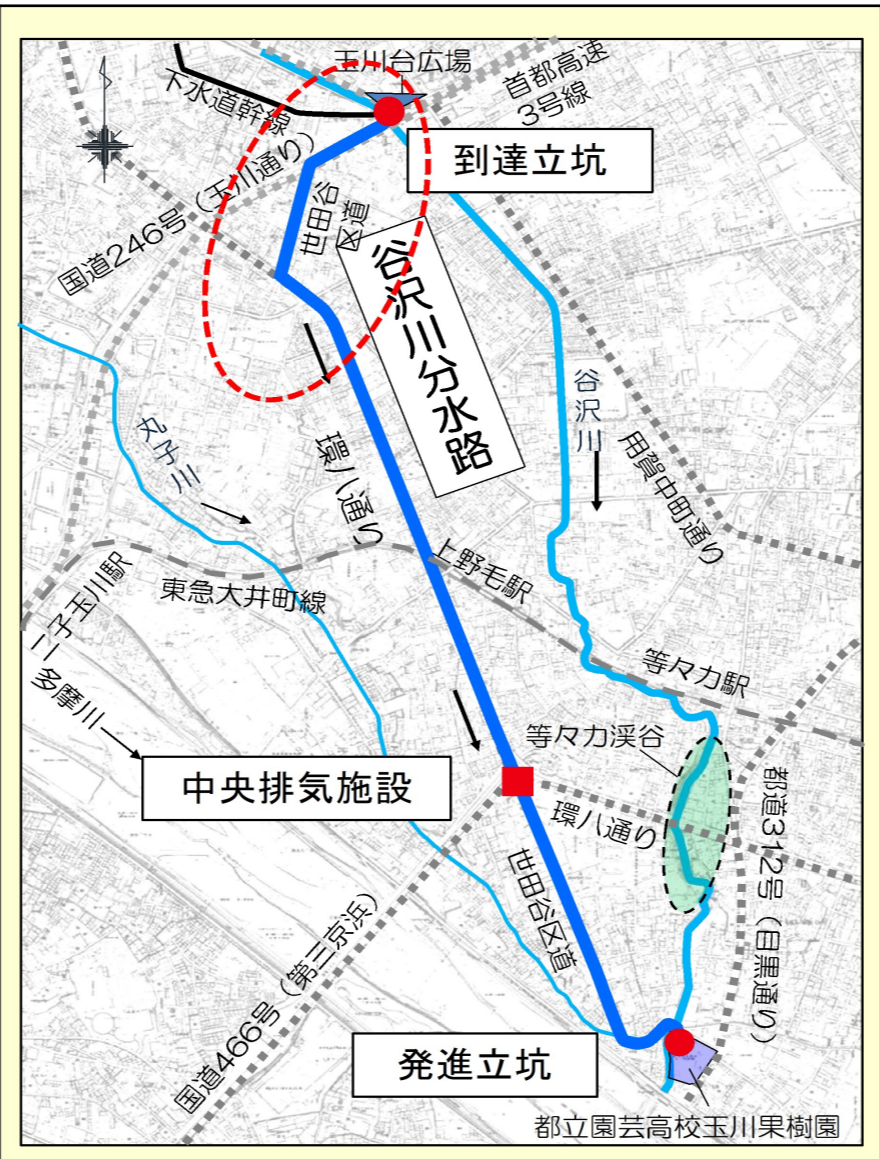 玉川台広場
首都高速
3号線
下水道幹線
到達立坑
国道246号（玉川通り）
世田谷
区道
谷沢川分水路
谷沢川
丸子川
環八通り
用賀中町通り
上野毛駅
東急大井町線
二子玉川駅
等々力駅
多摩川
等々力渓谷
中央排気施設
環八通り
都道312号（目黒通り）
世田谷区道
国道466号（第三京浜）
発進立坑
都立園芸高校玉川果樹園